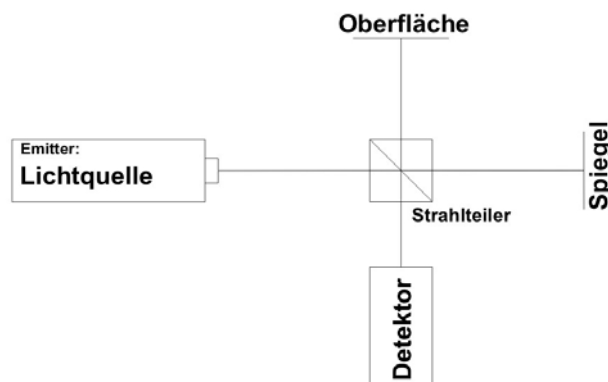 Oberfläche
Emitter:
Lichtquelle
Spiegel
Strahlteiler
Detektor